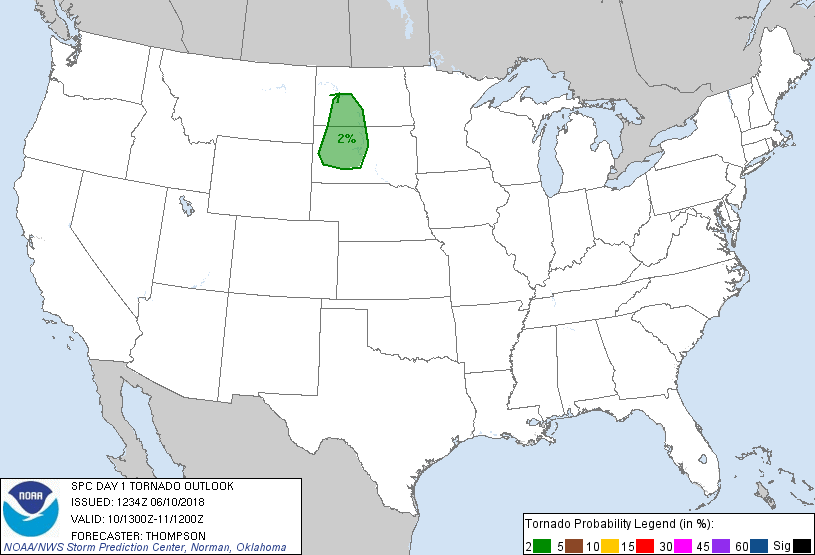 2%
SPC DAY 1 TORNADO OUTLOOK
ISSUED: 1234Z 06/10/2018
VALID: 10/1300Z-11/1200Z
FORECASTER: THOMPSON
NOAA/NWS Storm Prediction Center, Norman, Oklahoma
NOAA
Tornado Probability Legend (in %):
2 5 10 15 30 45 60 Sig